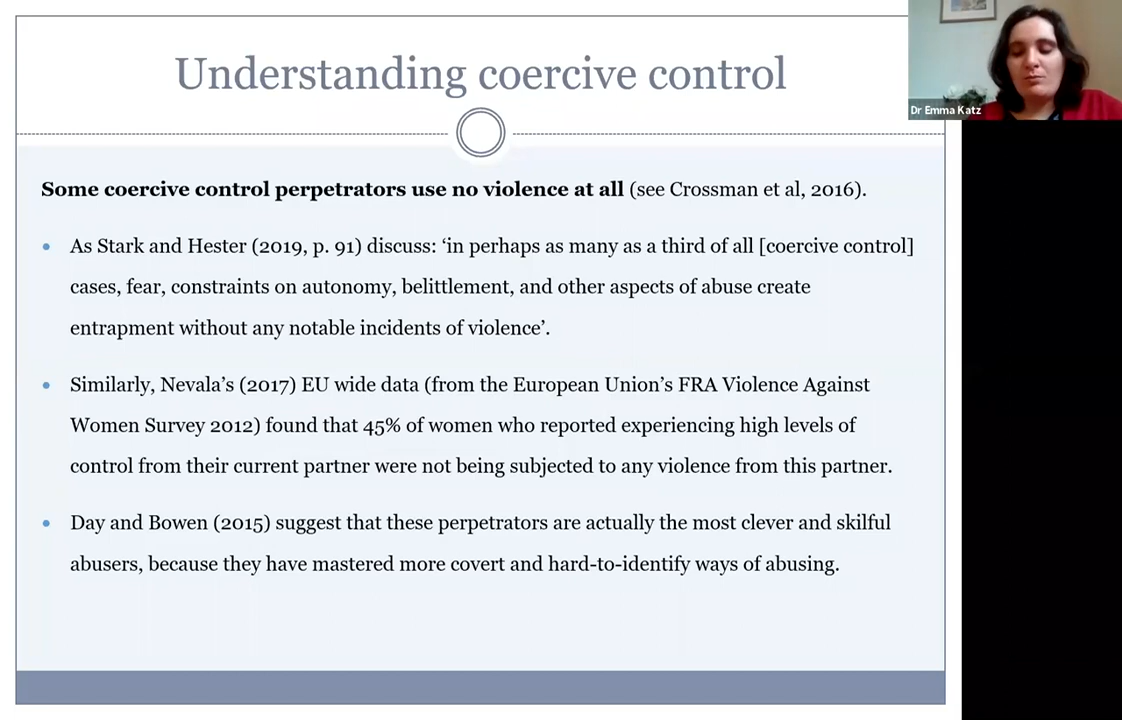 Understanding coercive control
Dr Emma Katz
Some coercive control perpetrators use no violence at all (see Crossman et al, 2016).
As Stark and Hester (2019, p. 91) discuss: ‘in perhaps as many as a third of all [coercive control]
cases, fear, constraints on autonomy, belittlement, and other aspects of abuse create
entrapment without any notable incidents of violence’.
Similarly, Nevala’s (2017) EU wide data (from the European Union’s FRA Violence Against
Women Survey 2012) found that 45% of women who reported experiencing high levels of
control from their current partner were not being subjected to any violence from this partner.
Day and Bowen (2015) suggest that these perpetrators are actually the most clever and skilful
abusers, because they have mastered more covert and hard-to-identify ways of abusing.